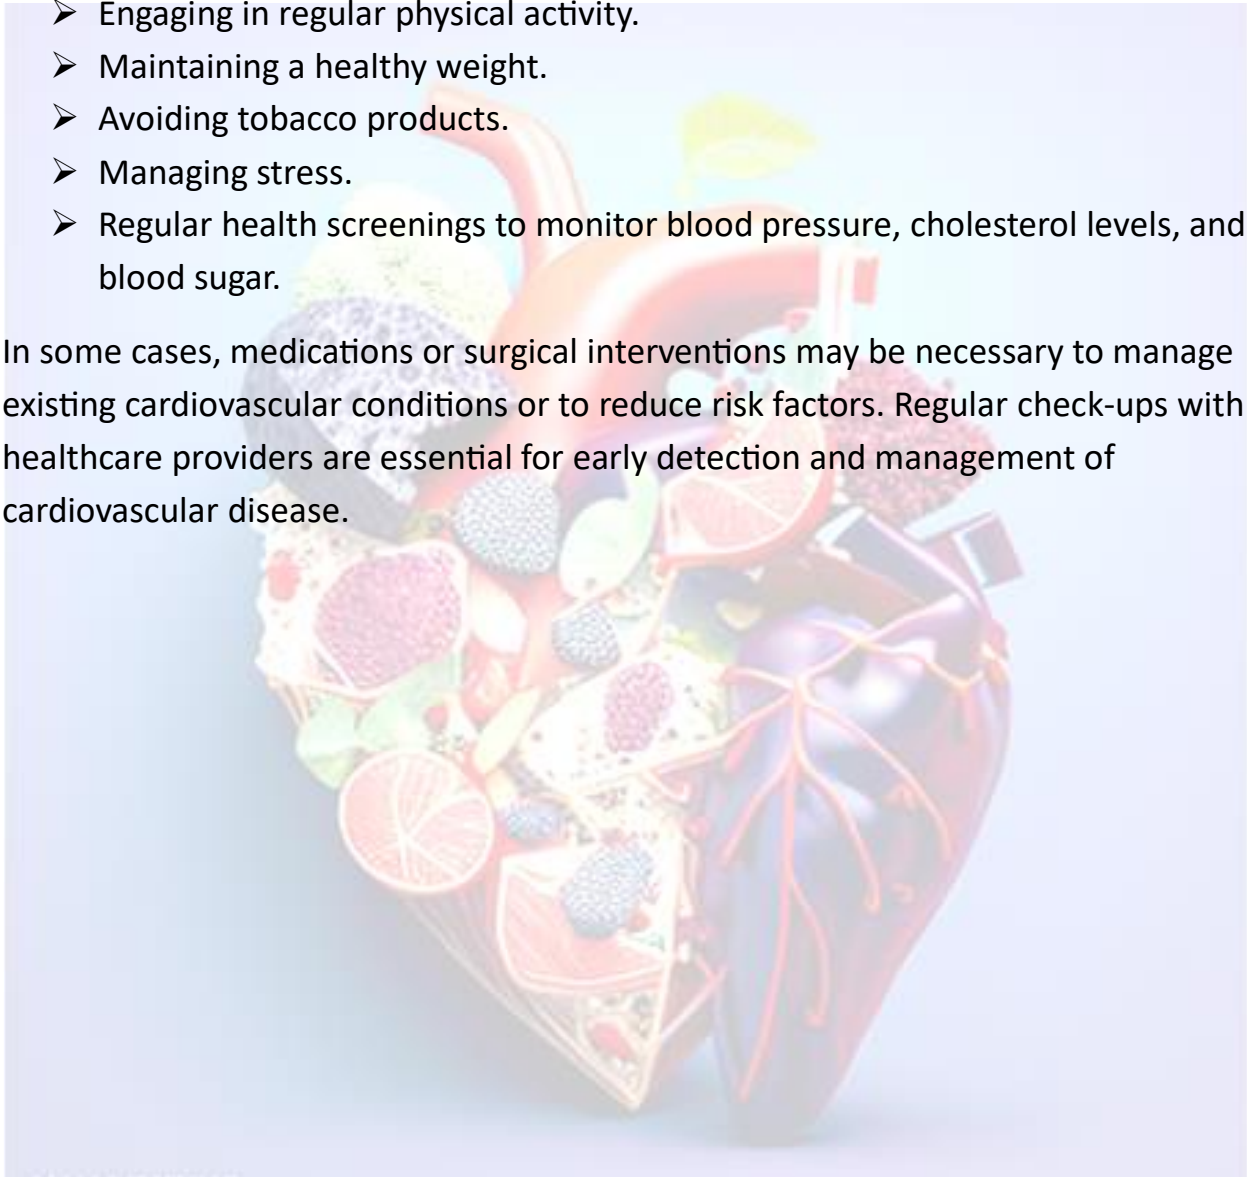 ➢ Engaging in regular physical activity.
➢ Maintaining a healthy weight.
➢ Avoiding tobacco products.
➢ Managing stress.
➢ Regular health screenings to monitor blood pressure, cholesterol levels, and
blood sugar.
In some cases, medications or surgical interventions may be necessary to manage
existing cardiovascular conditions or to reduce risk factors. Regular check-ups with
healthcare providers are essential for early detection and management of
cardiovascular disease.